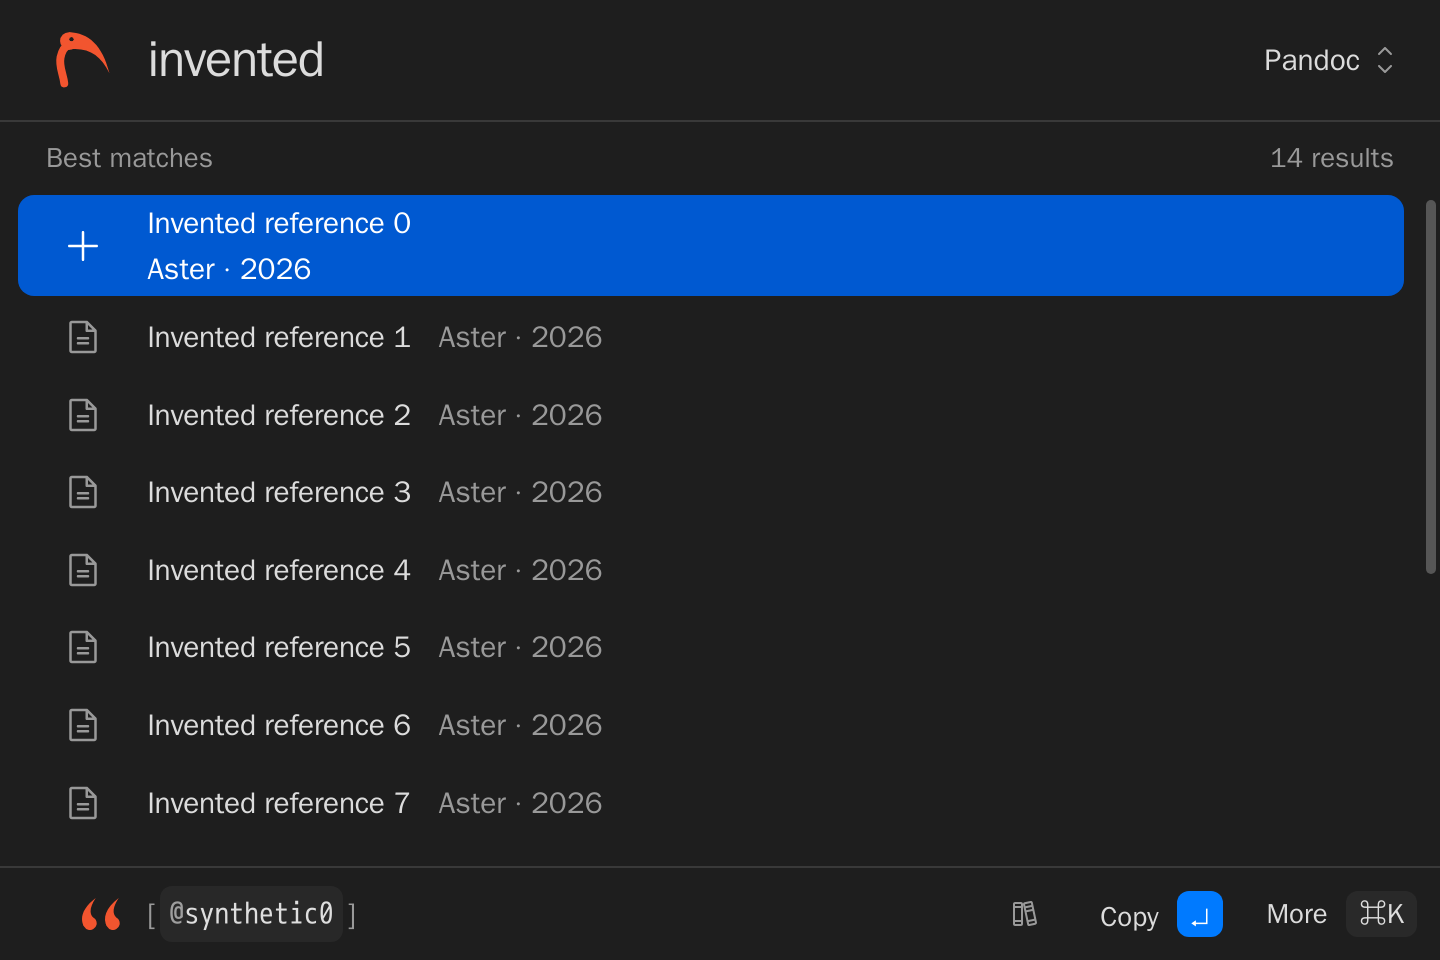 invented
Pandoc
Best matches
14 results
Invented reference 0
Aster · 2026
Invented reference 1 Aster · 2026
Invented reference 2 Aster · 2026
Invented reference 3 Aster · 2026
Invented reference 4 Aster · 2026
Invented reference 5 Aster · 2026
Invented reference 6 Aster · 2026
Invented reference 7 Aster · 2026
[@synthetic0]
Copy ↵
More ⌘K